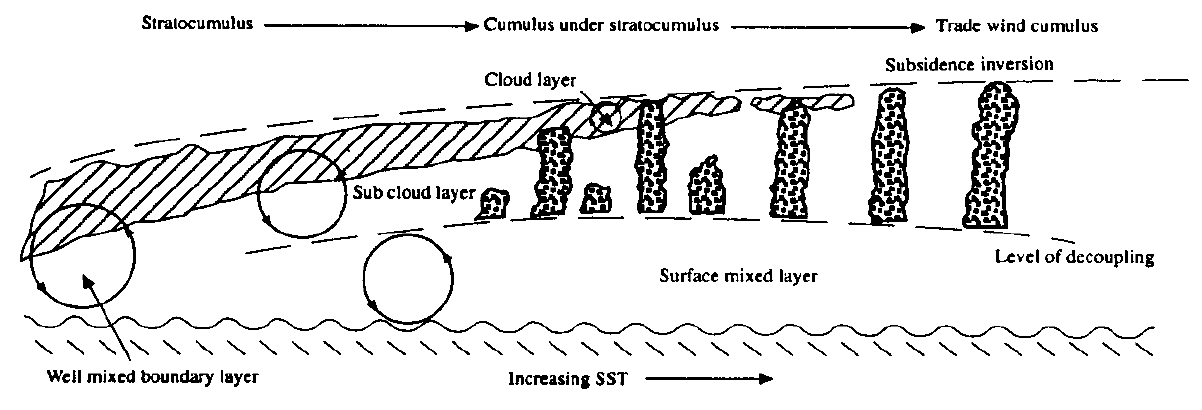 Stratocumulus
Cumulus under stratocumulus
Trade wind cumulus
Subsidence inversion
Cloud layer
Sub cloud layer
Level of decoupling
Surface mixed layer
Well mixed boundary layer
Increasing SST